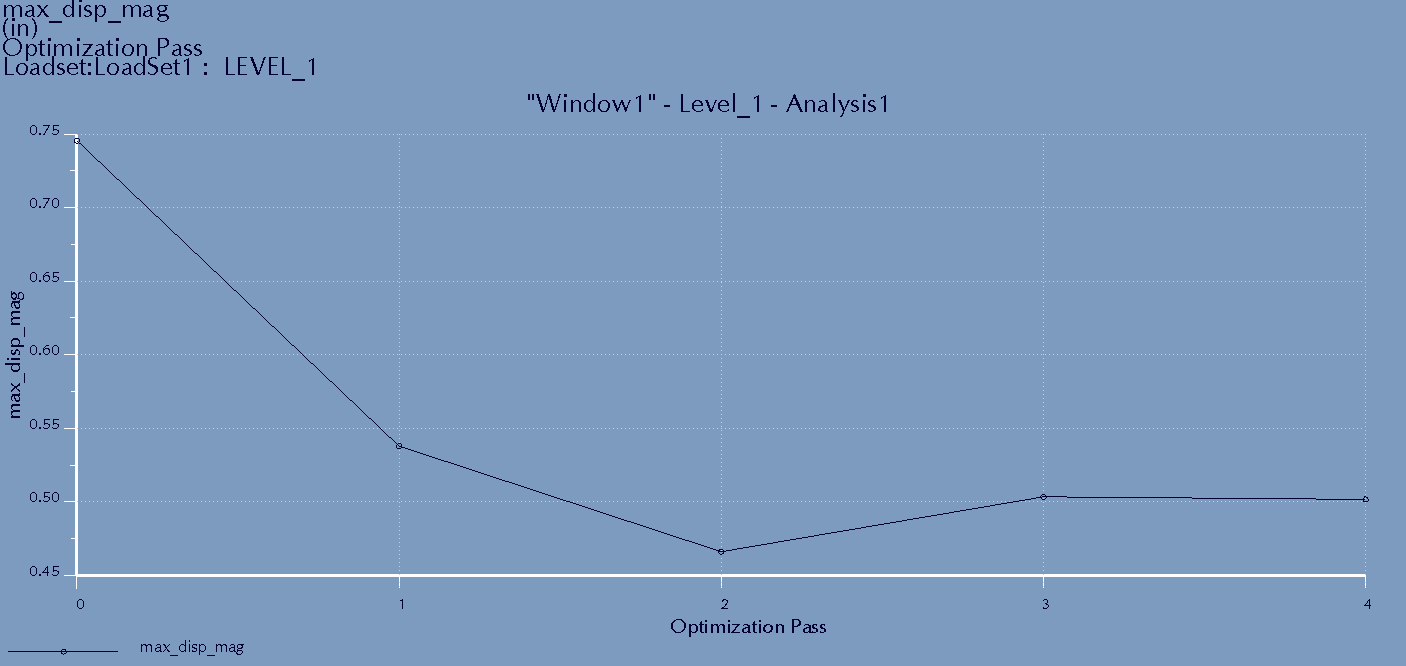 max_disp_mag
(in)
Optimization Pass
Loadset:LoadSet1 : LEVEL_1
"Window1" - Level_1 - Analysis1
0.75
0.70
0.65
0.60
0.55
0.50
0.45
max_disp_mag
0 1 2 3 4
Optimization Pass
max_disp_mag